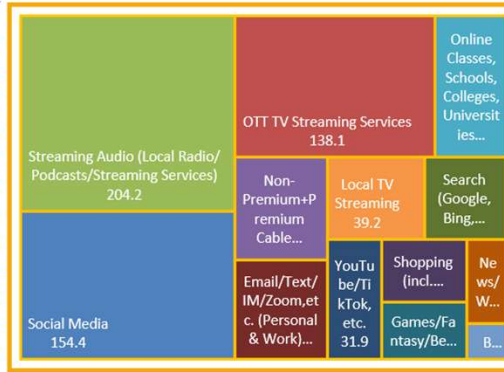 Streaming Audio (Local Radio/
Podcasts/Streaming Services)
204.2
Social Media
154.4
OTT TV Streaming Services
138.1
Online
Classes,
Schools,
Colleges,
Universit
ies...
Non-
Premium+P
remium
Cable...
Local TV
Streaming
39.2
Search
(Google,
Bing,...
Email/Text/
IM/Zoom,et
c. (Personal
& Work)...
YouTu
be/Ti
kTok,
etc.
31.9
Shopping
(incl....
Games/Fan
tasy/Be...
Ne
ws/
W...
B...